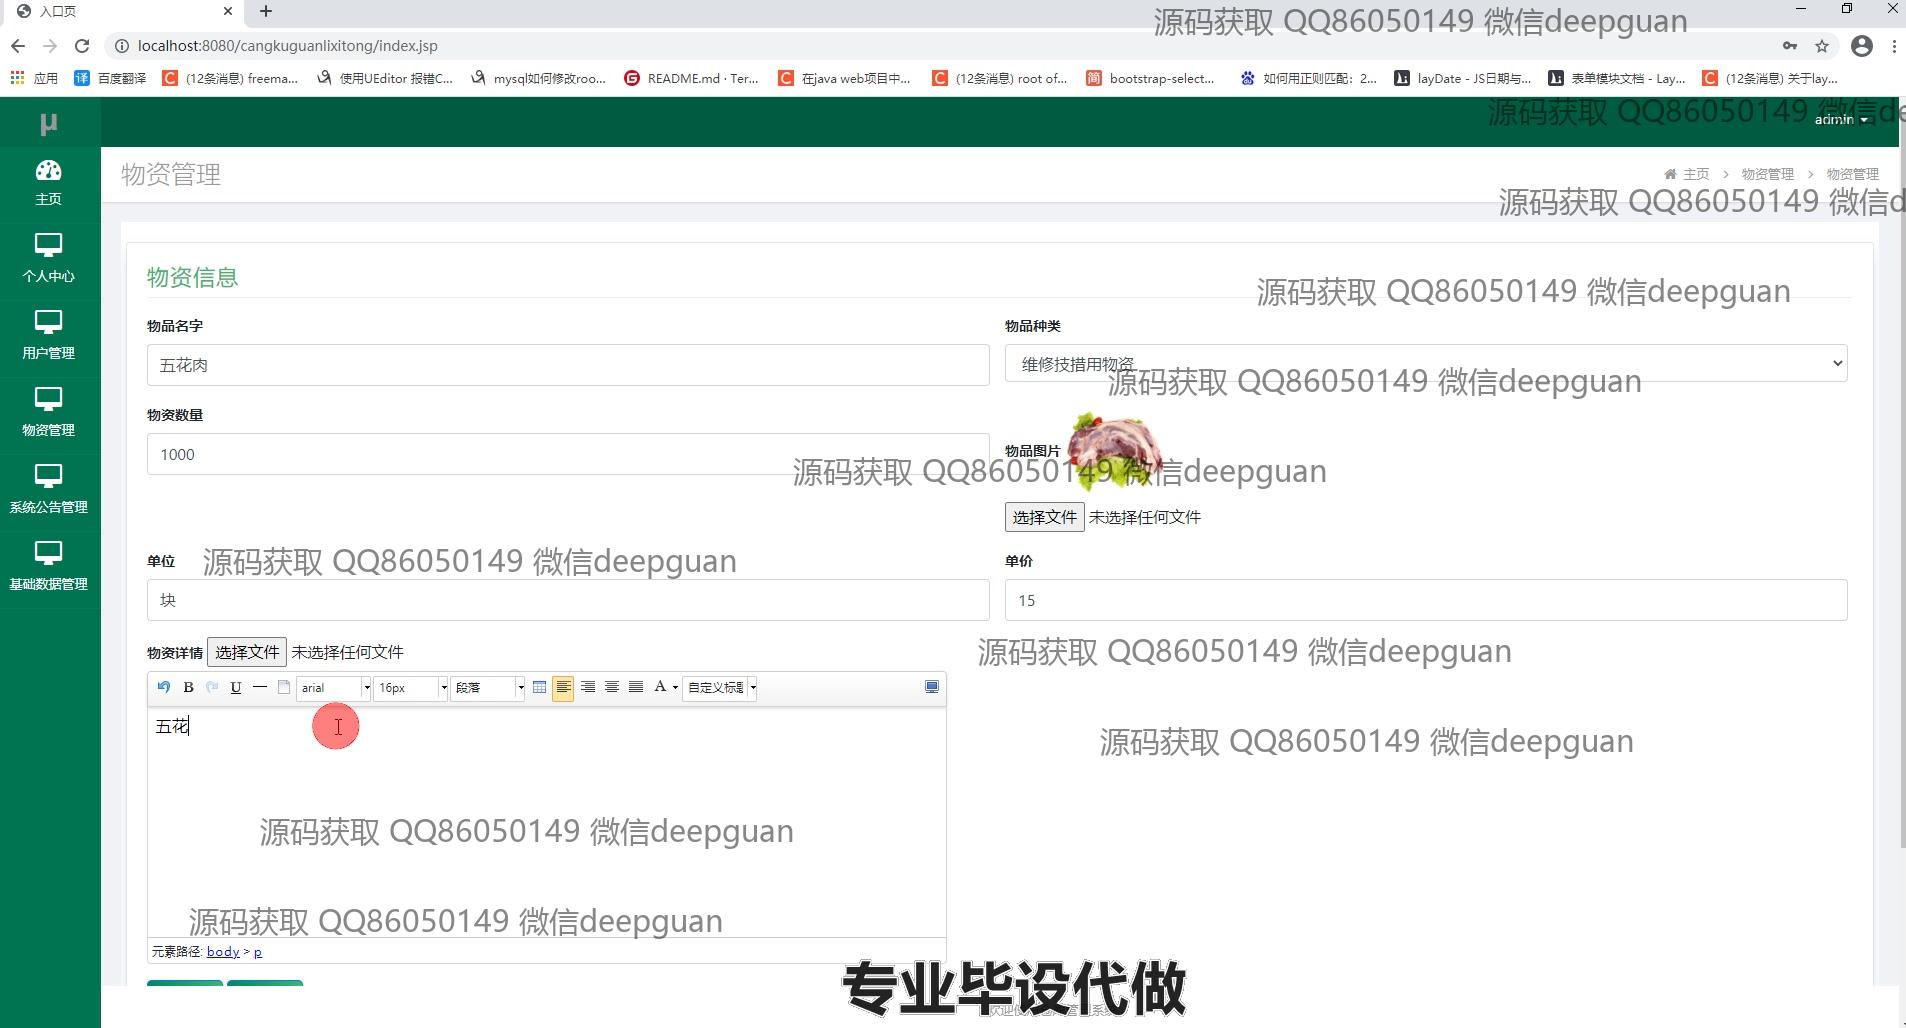 入口页
源码获取 QQ86050149 微信deepguan
localhost:8080/cangkuguanlixitong/index.jsp
应用 百度翻译 (12条消息) freema... 使用UEditor 报错C... mysql如何修改roo... README.md · Ter... 在java web项目中... (12条消息) root of... bootstrap-select... 如何用正则匹配：2... layDate - JS日期与... 表单模块文档 - Lay... (12条消息) 关于lay...
μ
源码获取 QQ86050149 微信de
admin
主页
物资管理
主页 > 物资管理 > 物资管理
源码获取 QQ86050149 微信d
个人中心
物资信息
源码获取 QQ86050149 微信deepguan
物品名字
物品种类
用户管理
五花肉
维修技措用物资
源码获取 QQ86050149 微信deepguan
物资数量
物资管理
1000
物品图片
源码获取 QQ86050149 微信deepguan
系统公告管理
选择文件 未选择任何文件
单位
源码获取 QQ86050149 微信deepguan
单价
基础数据管理
块
15
物资详情 选择文件 未选择任何文件
源码获取 QQ86050149 微信deepguan
B U arial 16px 段落 A 自定义标题
五花
源码获取 QQ86050149 微信deepguan
源码获取 QQ86050149 微信deepguan
源码获取 QQ86050149 微信deepguan
元素路径: body > p
专业毕设代做